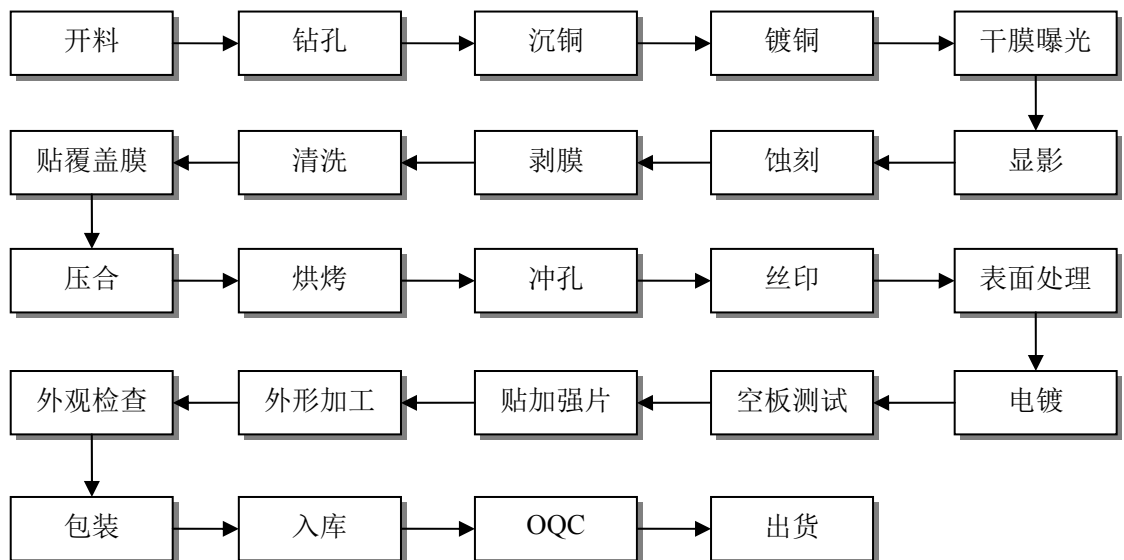 开料
钻孔
沉铜
镀铜
干膜曝光
显影
蚀刻
剥膜
清洗
贴覆盖膜
压合
烘烤
冲孔
丝印
表面处理
电镀
空板测试
贴加强片
外形加工
外观检查
包装
入库
OQC
出货